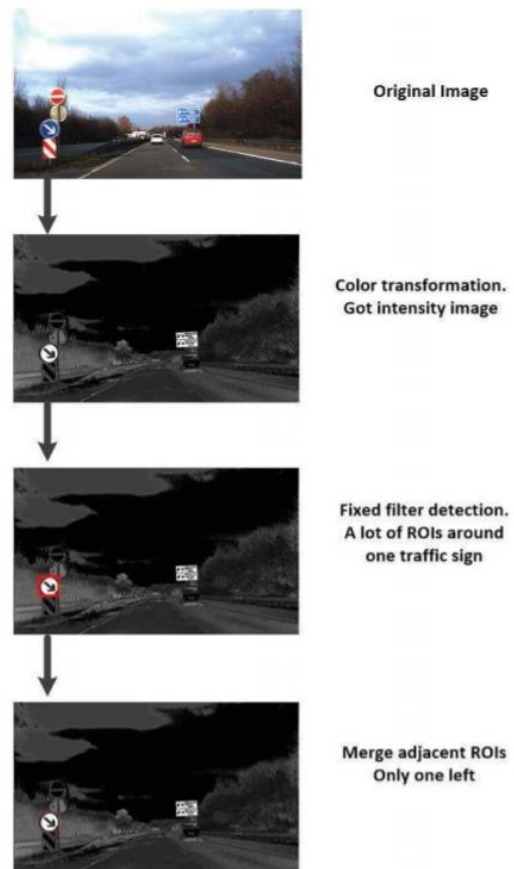 Original Image
Color transformation.
Got intensity image
Fixed filter detection.
A lot of ROIs around
one traffic sign
Merge adjacent ROIs
Only one left